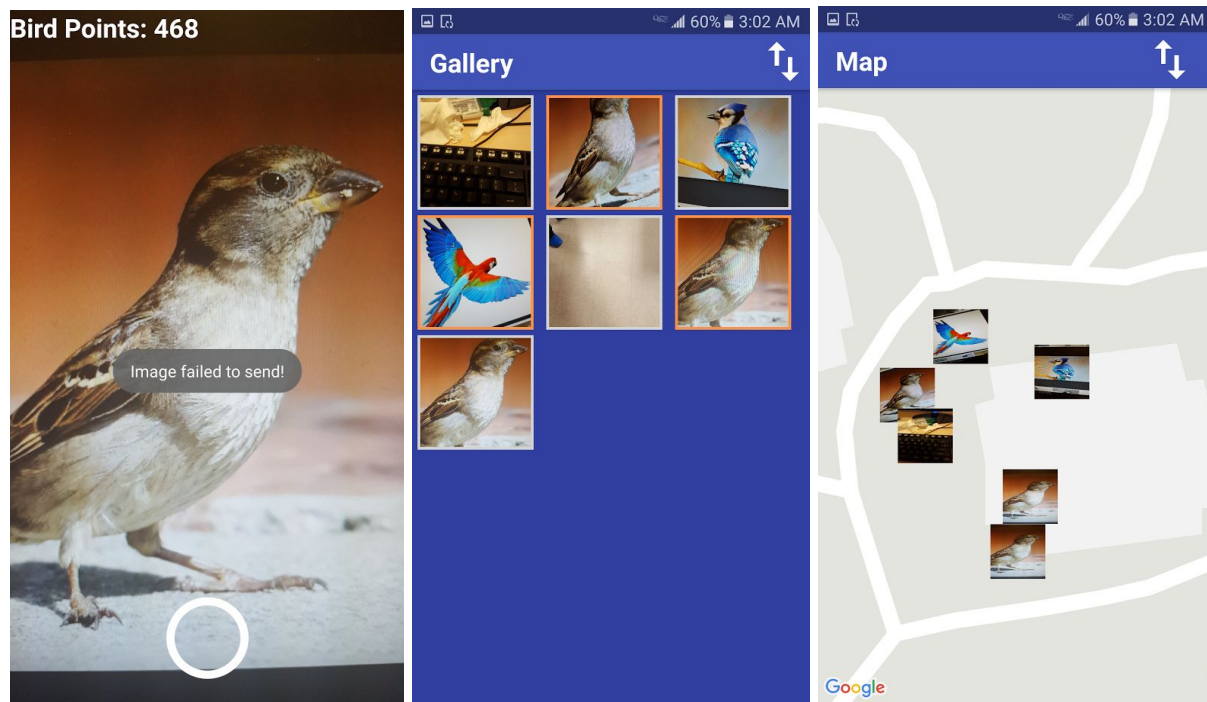 Bird Points: 468
Image failed to send!
60% 3:02 AM
Gallery
60% 3:02 AM
Map
Google